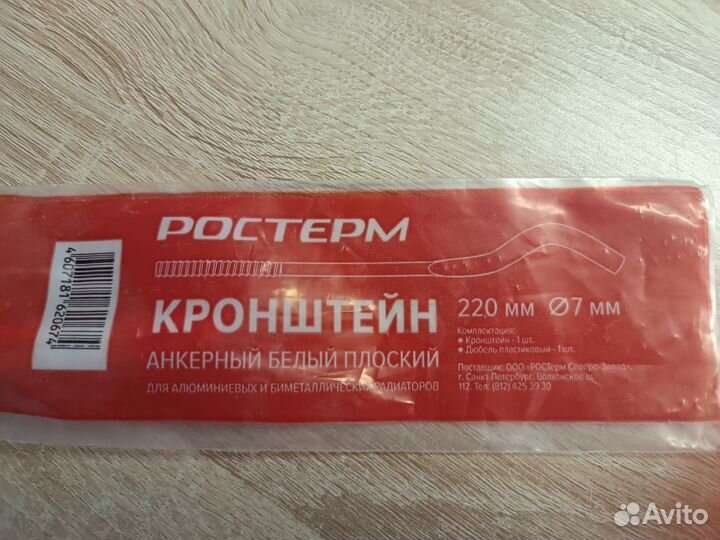 РОСТЕРМ
4607181620674
КРОНШТЕЙН
220 мм Ø7 мм
АНКЕРНЫЙ БЕЛЫЙ ПЛОСКИЙ
ДЛЯ АЛЮМИНИЕВЫХ И БИМЕТАЛЛИЧЕСКИХ РАДИАТОРОВ
Комплектация:
● Кронштейн - 1 шт.
● Дюбель пластиковый - 1 шт.
Поставщик: ООО «РОСТерм Северо-Запад»,
г. Санкт-Петербург, Волхонское ш.
112. Тел: (812) 425 39 30
Avito